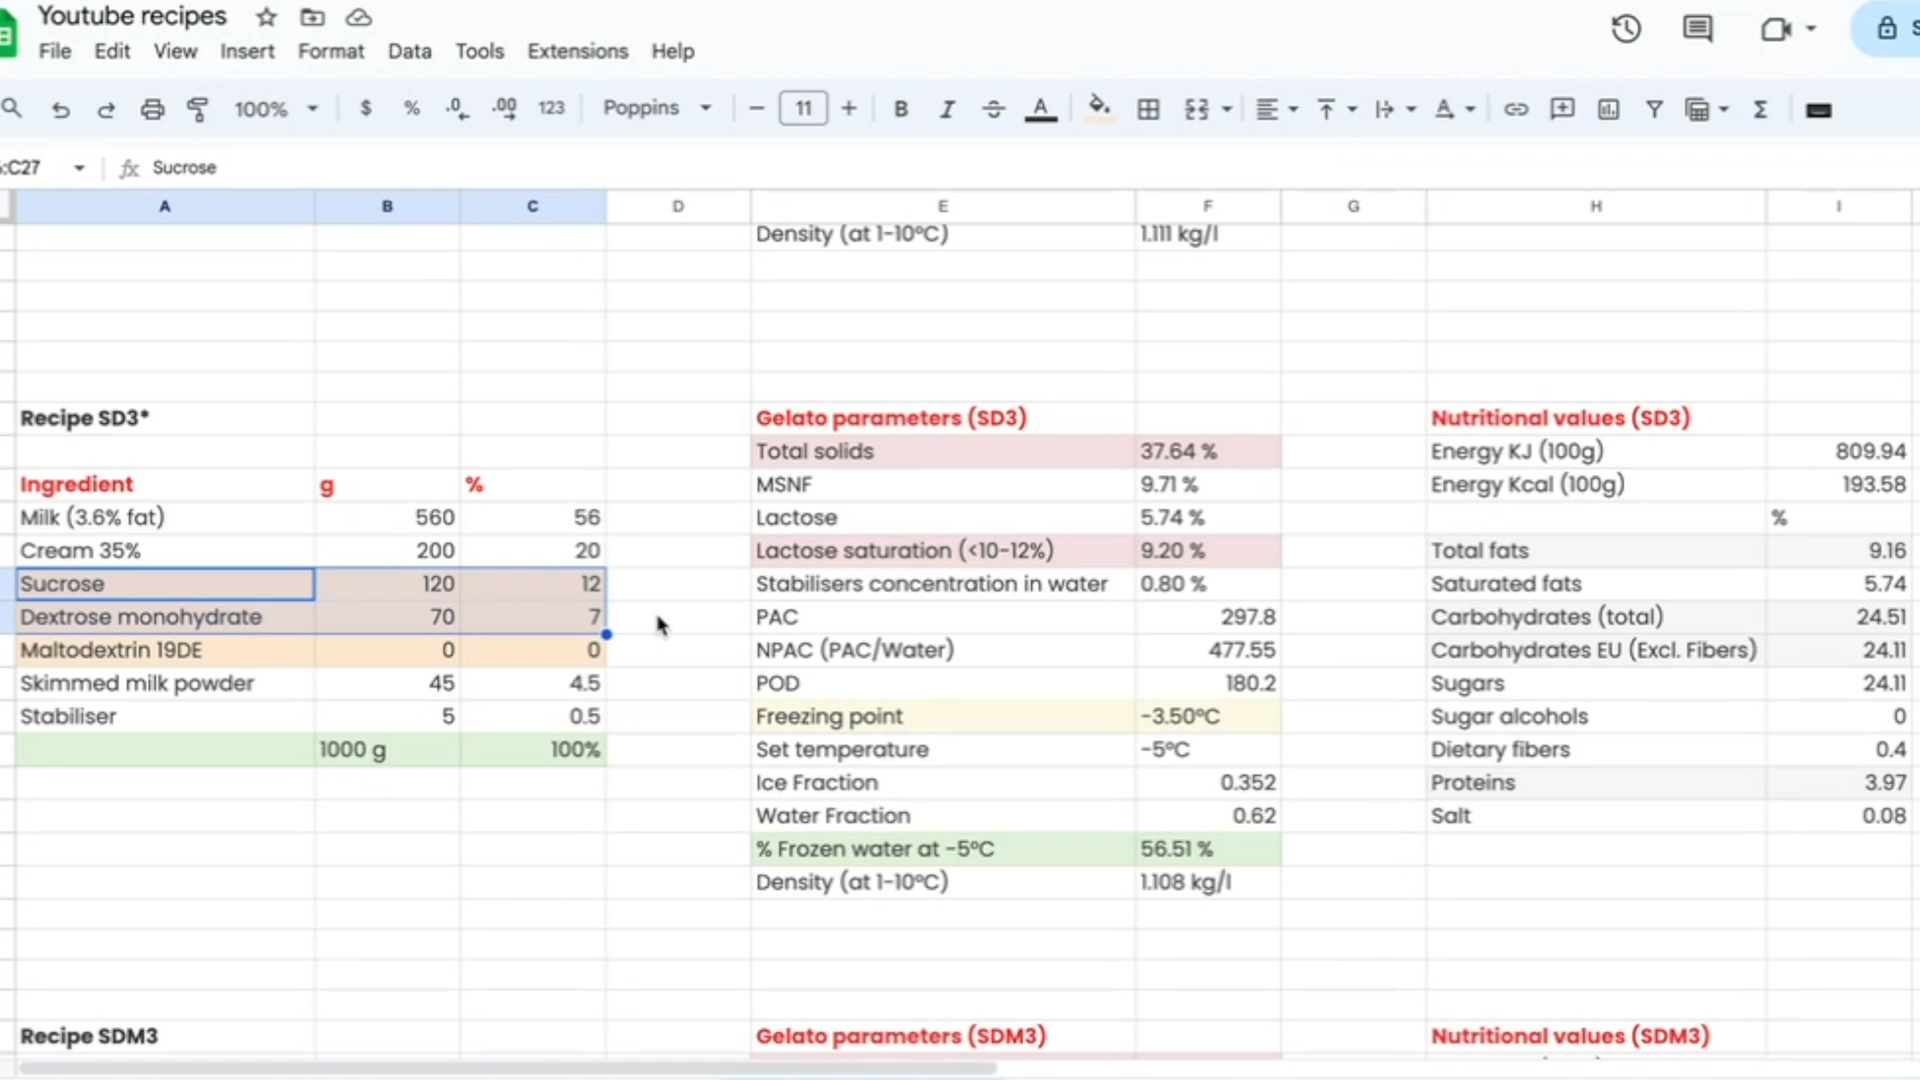 Youtube recipes
File Edit View Insert Format Data Tools Extensions Help
100% $ % .0 .00 123 Poppins 11 B I A
:C27 fx Sucrose
A B C D E F G H I
Density (at 1-10°C) 1.111 kg/l
Recipe SD3* Gelato parameters (SD3) Nutritional values (SD3)
Total solids 37.64 % Energy KJ (100g) 809.94
Ingredient g % MSNF 9.71 % Energy Kcal (100g) 193.58
Milk (3.6% fat) 560 56 Lactose 5.74 % %
Cream 35% 200 20 Lactose saturation (<10-12%) 9.20 % Total fats 9.16
Sucrose 120 12 Stabilisers concentration in water 0.80 % Saturated fats 5.74
Dextrose monohydrate 70 7 PAC 297.8 Carbohydrates (total) 24.51
Maltodextrin 19DE 0 0 NPAC (PAC/Water) 477.55 Carbohydrates EU (Excl. Fibers) 24.11
Skimmed milk powder 45 4.5 POD 180.2 Sugars 24.11
Stabiliser 5 0.5 Freezing point -3.50°C Sugar alcohols 0
1000 g 100% Set temperature -5°C Dietary fibers 0.4
Ice Fraction 0.352 Proteins 3.97
Water Fraction 0.62 Salt 0.08
% Frozen water at -5°C 56.51 %
Density (at 1-10°C) 1.108 kg/l
Recipe SDM3 Gelato parameters (SDM3) Nutritional values (SDM3)